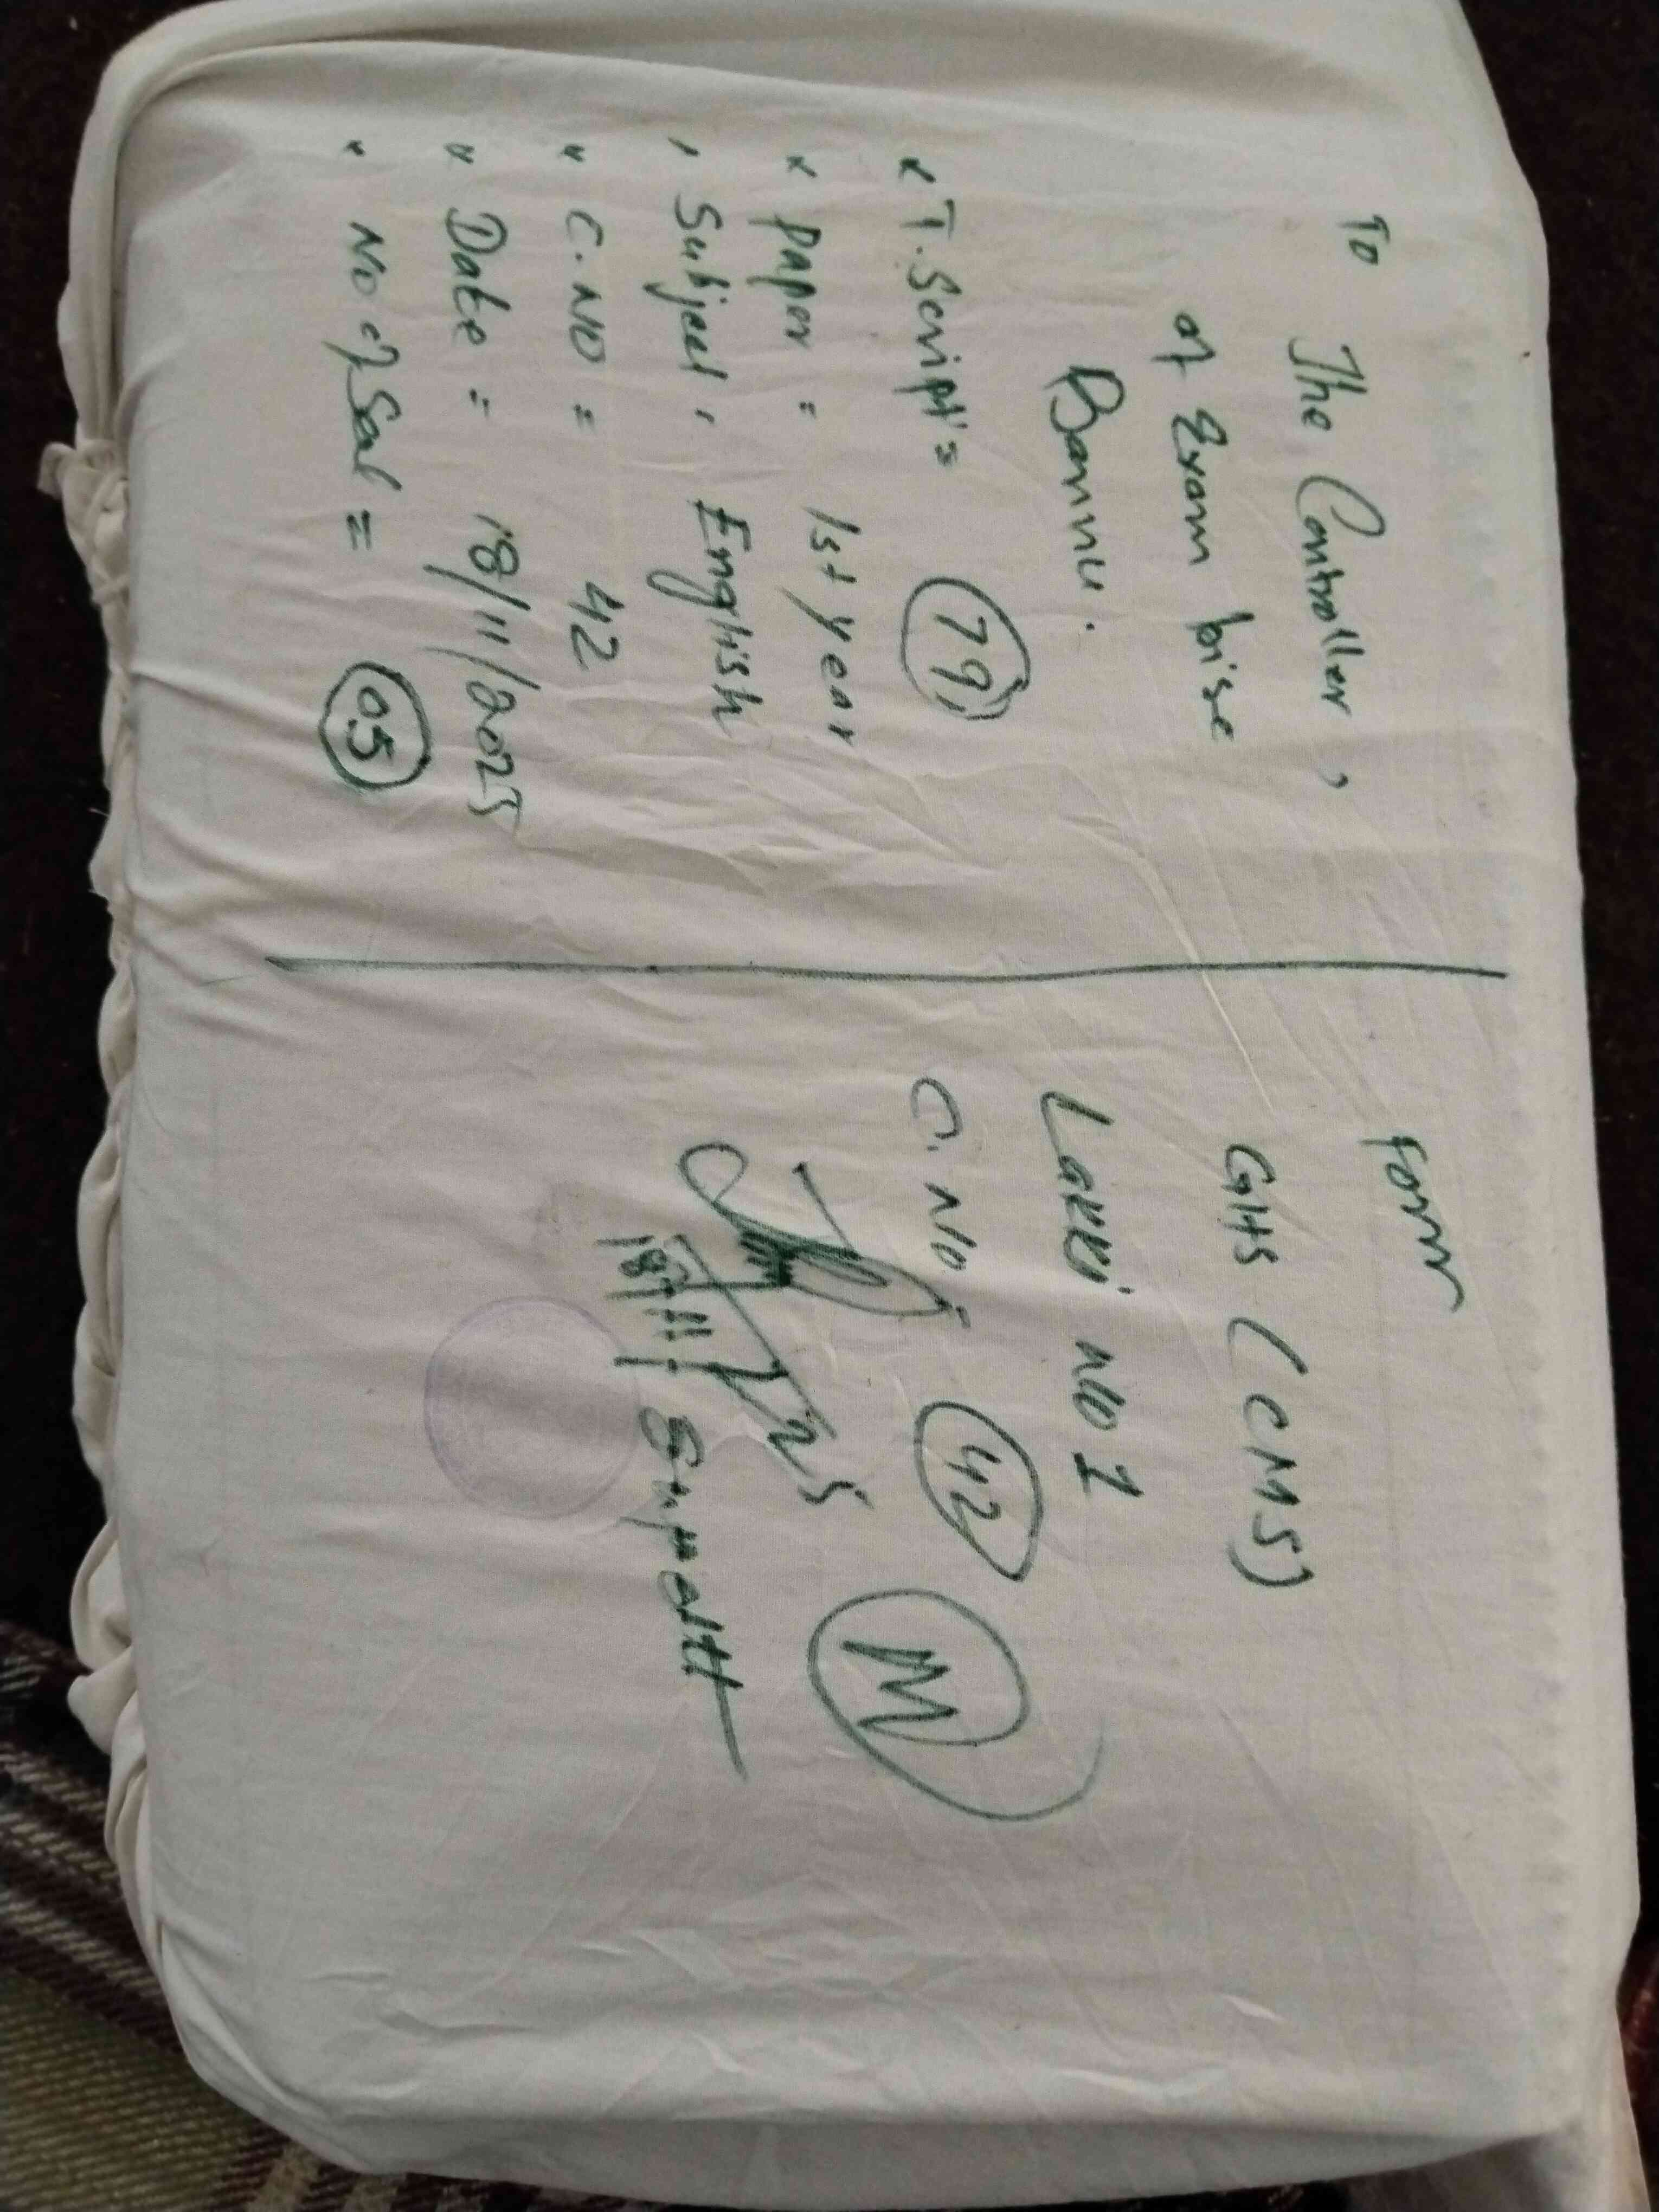 To
The Controller,
of Exam bise
Bannu.
" T. Script = 79
" paper = 1st year
, Subject, English
" C. NO = 42
" Date = 18/11/2025
" No of Seal = 05
form
GHS (CMS)
Lakki No 1
C. No 42
M
18/11/25